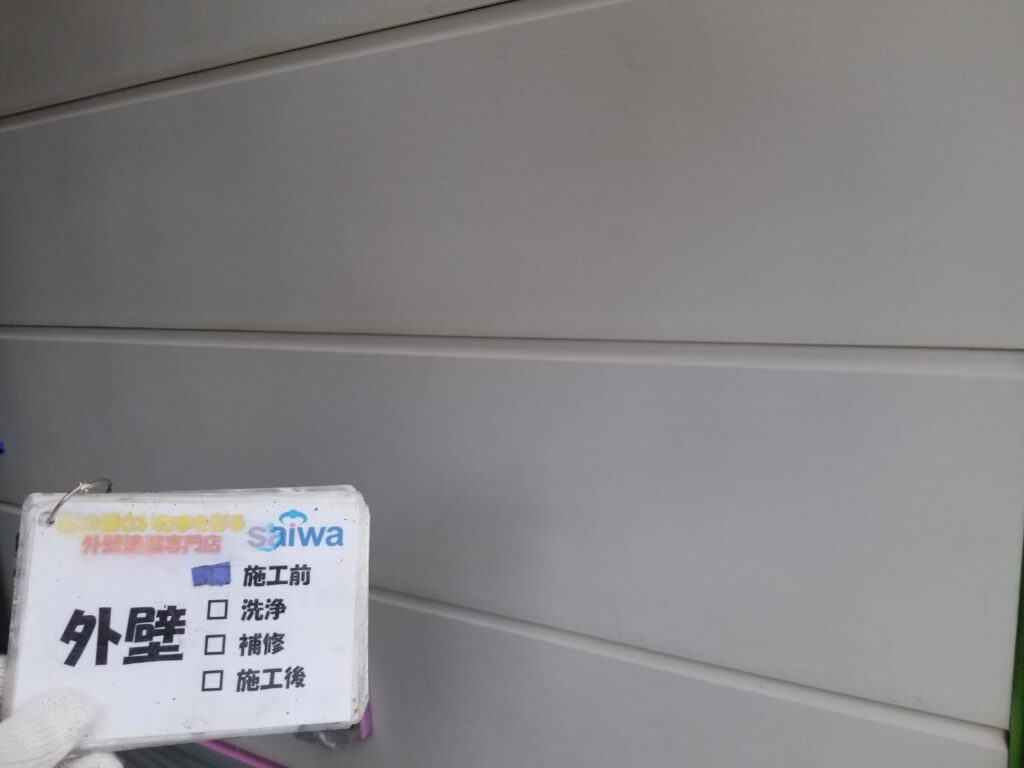 外壁塗装専門店
saiwa
外壁
施工前
□ 洗浄
□ 補修
□ 施工後